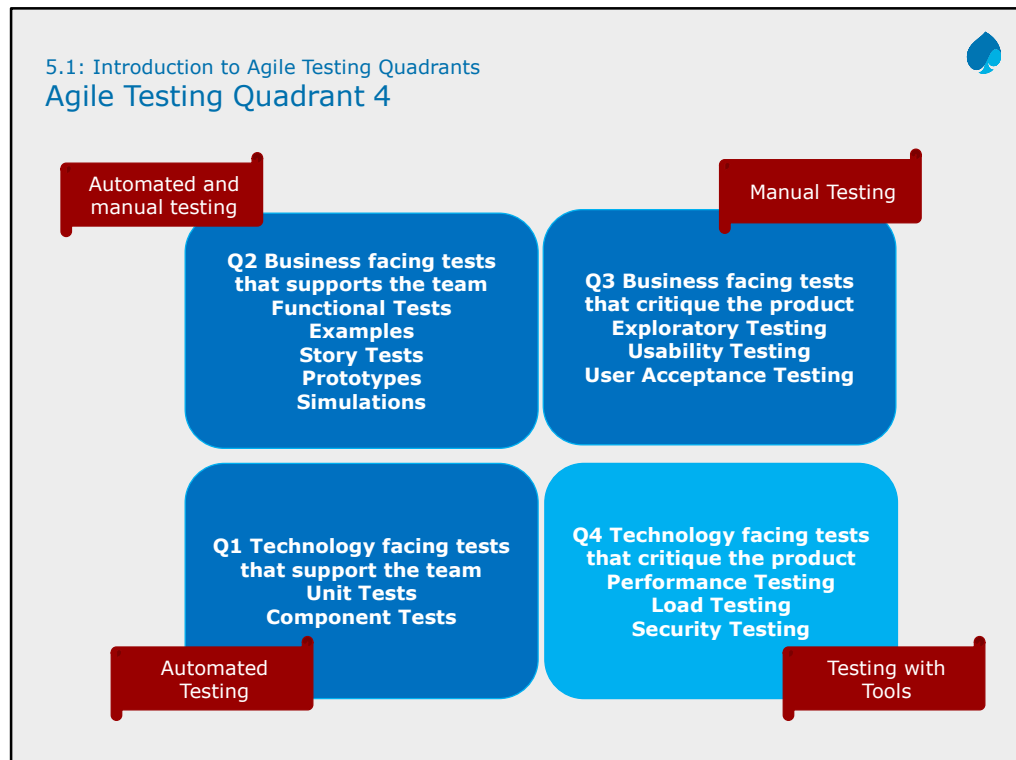 5.1: Introduction to Agile Testing Quadrants
Agile Testing Quadrant 4
Automated and
manual testing
Manual Testing
Q2 Business facing tests
that supports the team
Functional Tests
Examples
Story Tests
Prototypes
Simulations
Q3 Business facing tests
that critique the product
Exploratory Testing
Usability Testing
User Acceptance Testing
Q1 Technology facing tests
that support the team
Unit Tests
Component Tests
Q4 Technology facing tests
that critique the product
Performance Testing
Load Testing
Security Testing
Automated
Testing
Testing with
Tools